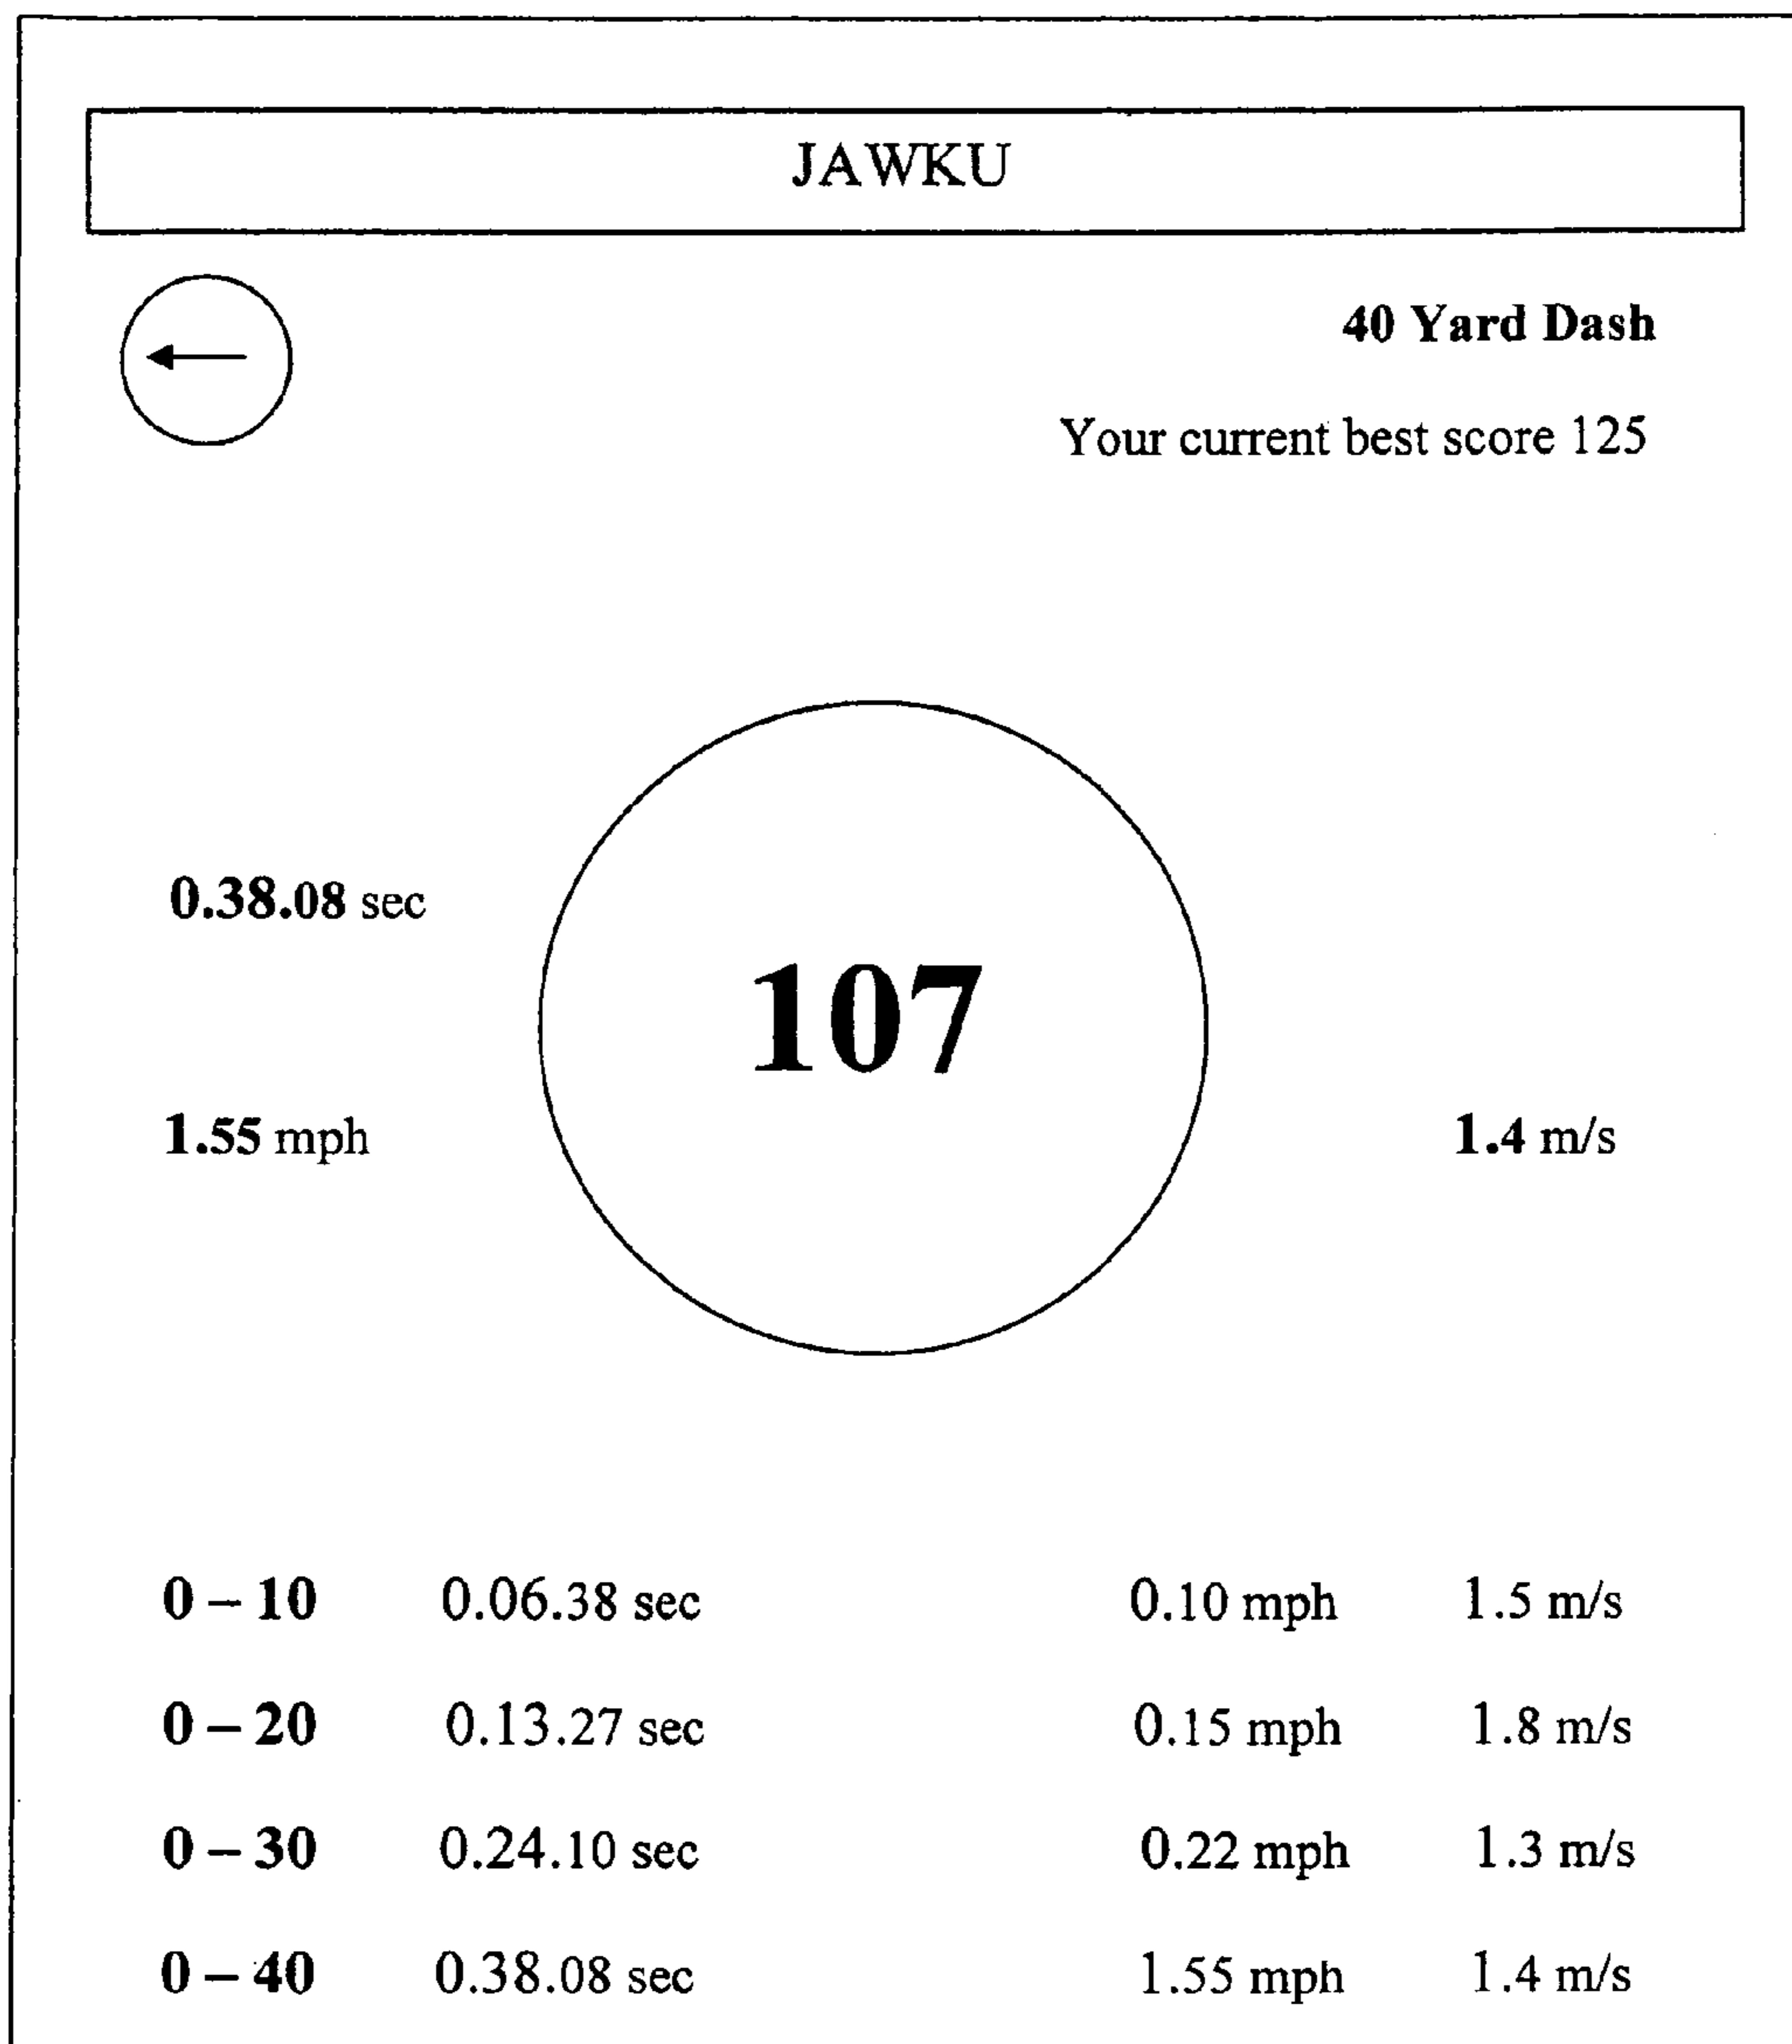 JAWKU
40 Yard Dash
Your current best score 125
0.38.08 sec
107
1.55 mph 1.4 m/s
0 – 10 0.06.38 sec 0.10 mph 1.5 m/s
0 – 20 0.13.27 sec 0.15 mph 1.8 m/s
0 – 30 0.24.10 sec 0.22 mph 1.3 m/s
0 – 40 0.38.08 sec 1.55 mph 1.4 m/s